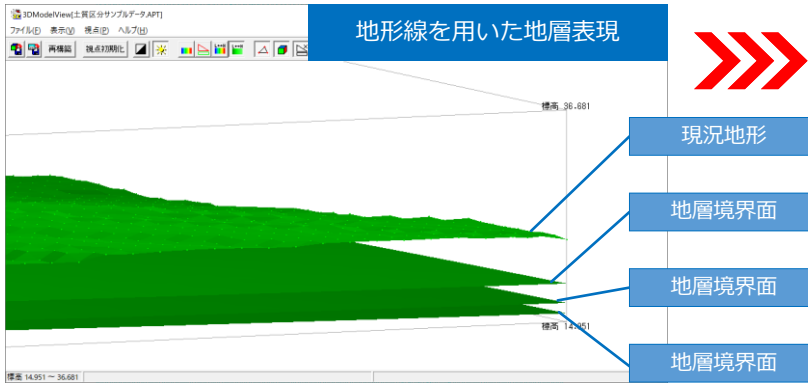 3DModelView[土質区分サンプルデータ.APT]
ファイル(F) 表示(V) 視点(P) ヘルプ(H)
再構築 視点初期化
地形線を用いた地層表現
標高 36.681
現況地形
地層境界面
地層境界面
標高 14.951
地層境界面
標高 14.951 ～ 36.681